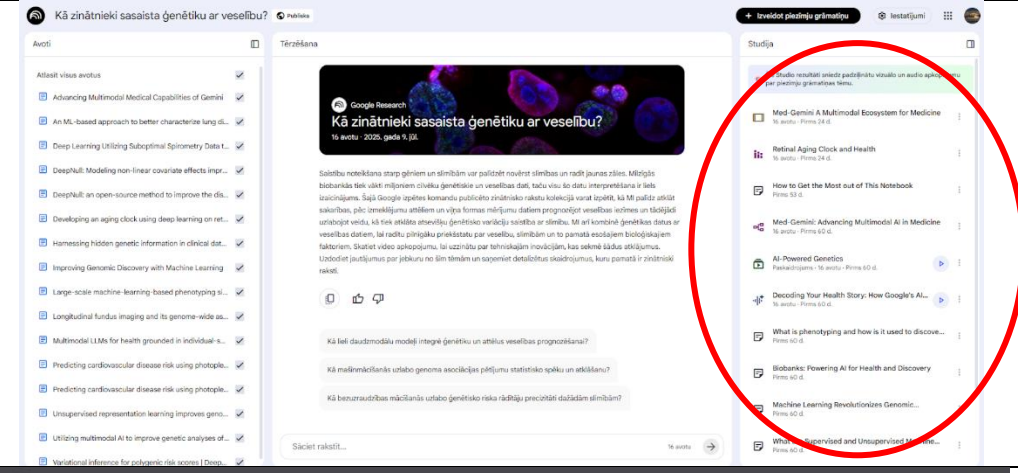 Kā zinātnieki sasaista ģenētiku ar veselību?
Publisks
+ Izveidot piezīmju grāmatiņu
Iestatījumi
Avoti
Atlasīt visus avotus
Advancing Multimodal Medical Capabilities of Gemini
An ML-based approach to better characterize lung di...
Deep Learning Utilizing Suboptimal Spirometry Data t...
DeepNull: Modeling non-linear covariate effects impr...
DeepNull: an open-source method to improve the dis...
Developing an aging clock using deep learning on ret...
Harnessing hidden genetic information in clinical dat...
Improving Genomic Discovery with Machine Learning
Large-scale machine-learning-based phenotyping si...
Longitudinal fundus imaging and its genome-wide as...
Multimodal LLMs for health grounded in individual-s...
Predicting cardiovascular disease risk using photople...
Predicting cardiovascular disease risk using photople...
Unsupervised representation learning improves geno...
Utilizing multimodal AI to improve genetic analyses of...
Variational inference for polygenic risk scores | Deep...
Tērzēšana
Google Research
Kā zinātnieki sasaista ģenētiku ar veselību?
16 avotu · 2025. gada 9. jūl.
Saistību noteikšana starp gēniem un slimībām var palīdzēt novērst slimības un radīt jaunas zāles. Milzīgās
biobankās tiek vākti miljoniem cilvēku ģenētiskie un veselības dati, taču visu šo datu interpretēšana ir liels
izaicinājums. Šajā Google izpētes komandu publicēto zinātnisko rakstu kolekcijā varat izpētīt, kā MI palīdz atklāt
sakarības, pēc izmeklējumu attēliem un viļņa formas mērījumu datiem prognozējot veselības iezīmes un tādējādi
uzlabojot veidu, kā tiek atklāta atsevišķu ģenētisko variāciju saistība ar slimību. MI arī kombinē ģenētikas datus ar
veselības datiem, lai radītu pilnīgāku priekšstatu par veselību, slimībām un to pamatā esošajiem bioloģiskajiem
faktoriem. Skatiet video apkopojumu, lai uzzinātu par tehniskajām inovācijām, kas sekmē šādus atklājumus.
Uzdodiet jautājumus par jebkuru no šīm tēmām un saņemiet detalizētus skaidrojumus, kuru pamatā ir zinātniski
raksti.
Kā lieli daudzmodālu modeļi integrē ģenētiku un attēlus veselības prognozēšanai?
Kā mašīnmācīšanās uzlabo genoma asociācijas pētījumu statistisko spēku un atklāšanu?
Kā bezuzraudzības mācīšanās uzlabo ģenētisko riska rādītāju precizitāti dažādām slimībām?
Sāciet rakstīt...
16 avotu
Studija
Studio rezultāti sniedz padziļinātu vizuālo un audio
par piezīmju grāmatiņas tēmu.
Med-Gemini A Multimodal Ecosystem for Medicine
16 avotu · Pirms 24 d.
Retinal Aging Clock and Health
16 avotu · Pirms 24 d.
How to Get the Most out of This Notebook
Pirms 53 d.
Med-Gemini: Advancing Multimodal AI in Medicine
16 avotu · Pirms 60 d.
AI-Powered Genetics
Paskaidrojams · 16 avotu · Pirms 60 d.
Decoding Your Health Story: How Google's AI...
16 avotu · Pirms 60 d.
What is phenotyping and how is it used to discove...
Pirms 60 d.
Biobanks: Powering AI for Health and Discovery
Pirms 60 d.
Machine Learning Revolutionizes Genomic...
Pirms 60 d.
Supervised and Unsupervised
Pirms 60 d.